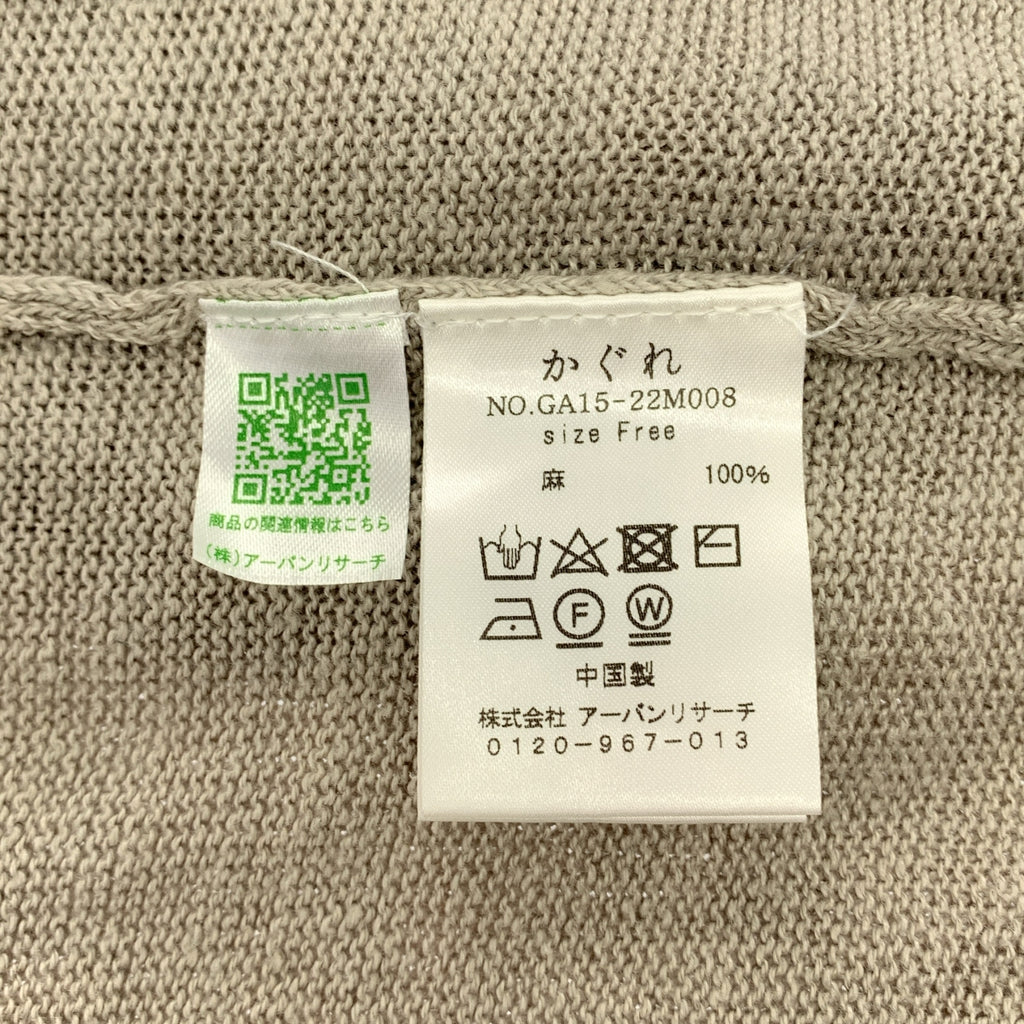 商品の関連情報はこちら
(株)アーバンリサーチ
かぐれ
NO.GA15-22M008
size Free
麻 100%
F W
中国製
株式会社 アーバンリサーチ
0120-967-013